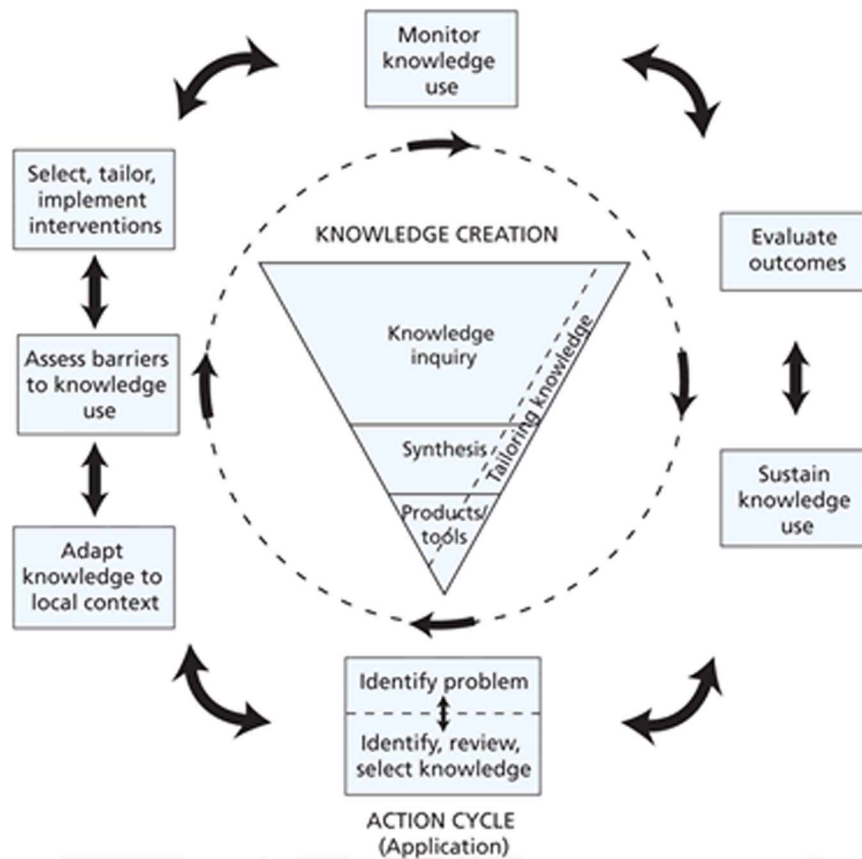 Monitor
knowledge
use
Select, tailor,
implement
interventions
KNOWLEDGE CREATION
Evaluate
outcomes
Knowledge
inquiry
Tailoring knowledge
Assess barriers
to knowledge
use
Synthesis
Products/
tools
Sustain
knowledge
use
Adapt
knowledge to
local context
Identify problem
Identify, review,
select knowledge
ACTION CYCLE
(Application)